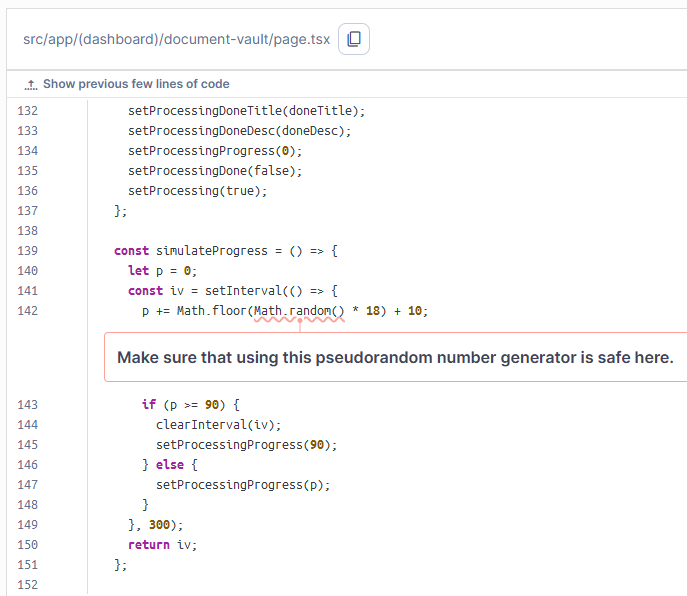 src/app/(dashboard)/document-vault/page.tsx
Show previous few lines of code
132 setProcessingDoneTitle(doneTitle);
133 setProcessingDoneDesc(doneDesc);
134 setProcessingProgress(0);
135 setProcessingDone(false);
136 setProcessing(true);
137 };
138
139 const simulateProgress = () => {
140 let p = 0;
141 const iv = setInterval(() => {
142 p += Math.floor(Math.random() * 18) + 10;
Make sure that using this pseudorandom number generator is safe here.
143 if (p >= 90) {
144 clearInterval(iv);
145 setProcessingProgress(90);
146 } else {
147 setProcessingProgress(p);
148 }
149 }, 300);
150 return iv;
151 };
152